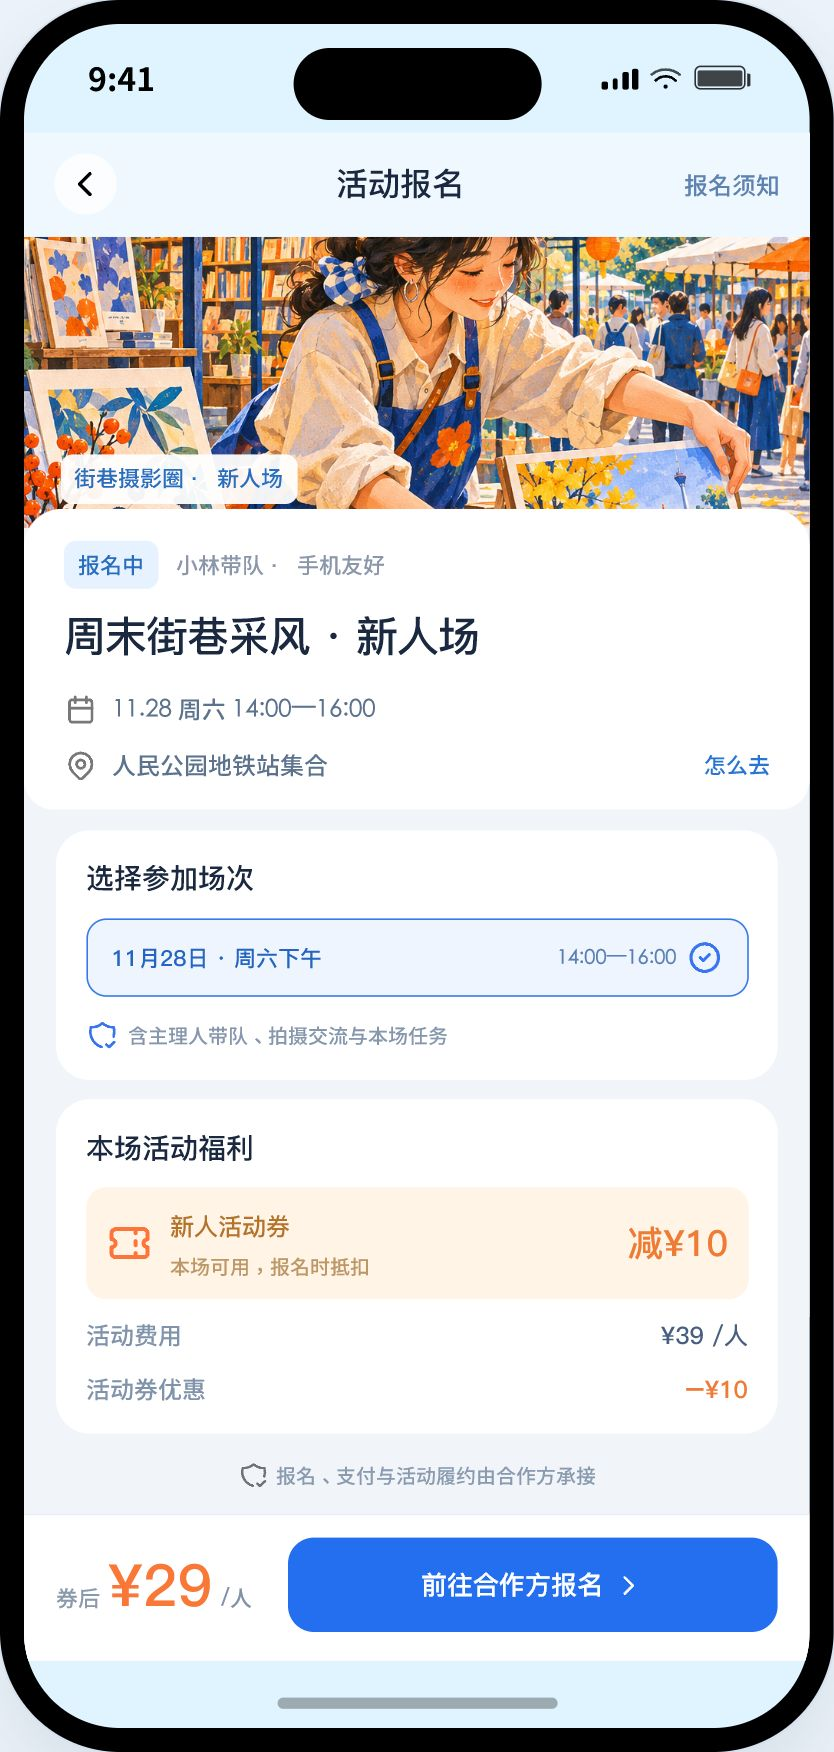 9:41
活动报名
报名须知
街巷摄影圈 · 新人场
报名中 小林带队 · 手机友好
周末街巷采风 · 新人场
11.28 周六 14:00—16:00
人民公园地铁站集合 怎么去
选择参加场次
11月28日 · 周六下午 14:00—16:00
含主理人带队、拍摄交流与本场任务
本场活动福利
新人活动券
减¥10
本场可用，报名时抵扣
活动费用 ¥39 /人
活动券优惠 —¥10
报名、支付与活动履约由合作方承接
券后 ¥29 /人
前往合作方报名